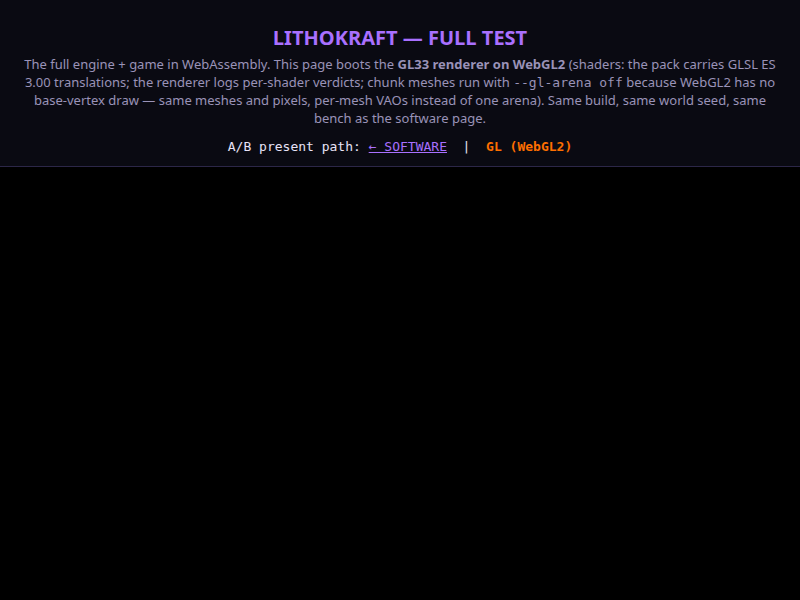 LITHOKRAFT — FULL TEST
The full engine + game in WebAssembly. This page boots the GL33 renderer on WebGL2 (shaders: the pack carries GLSL ES
3.00 translations; the renderer logs per-shader verdicts; chunk meshes run with --gl-arena off because WebGL2 has no
base-vertex draw — same meshes and pixels, per-mesh VAOs instead of one arena). Same build, same world seed, same
bench as the software page.
A/B present path: ← SOFTWARE | GL (WebGL2)